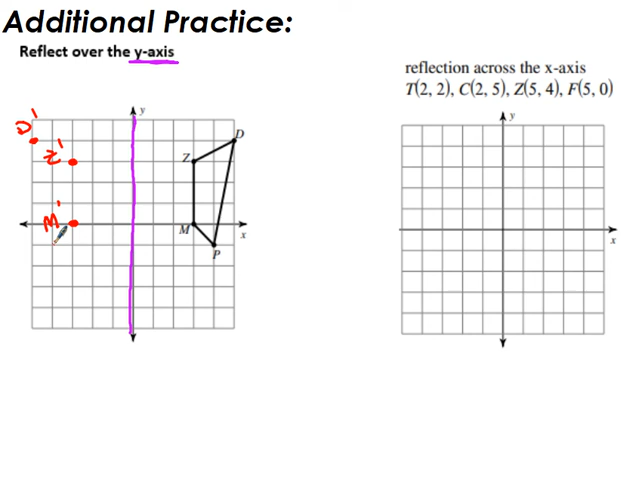 Additional Practice:
Reflect over the y-axis
reflection across the x-axis
T(2, 2), C(2, 5), Z(5, 4), F(5, 0)
y
D'
D
Z'
Z
M'
M
x
P
y
x